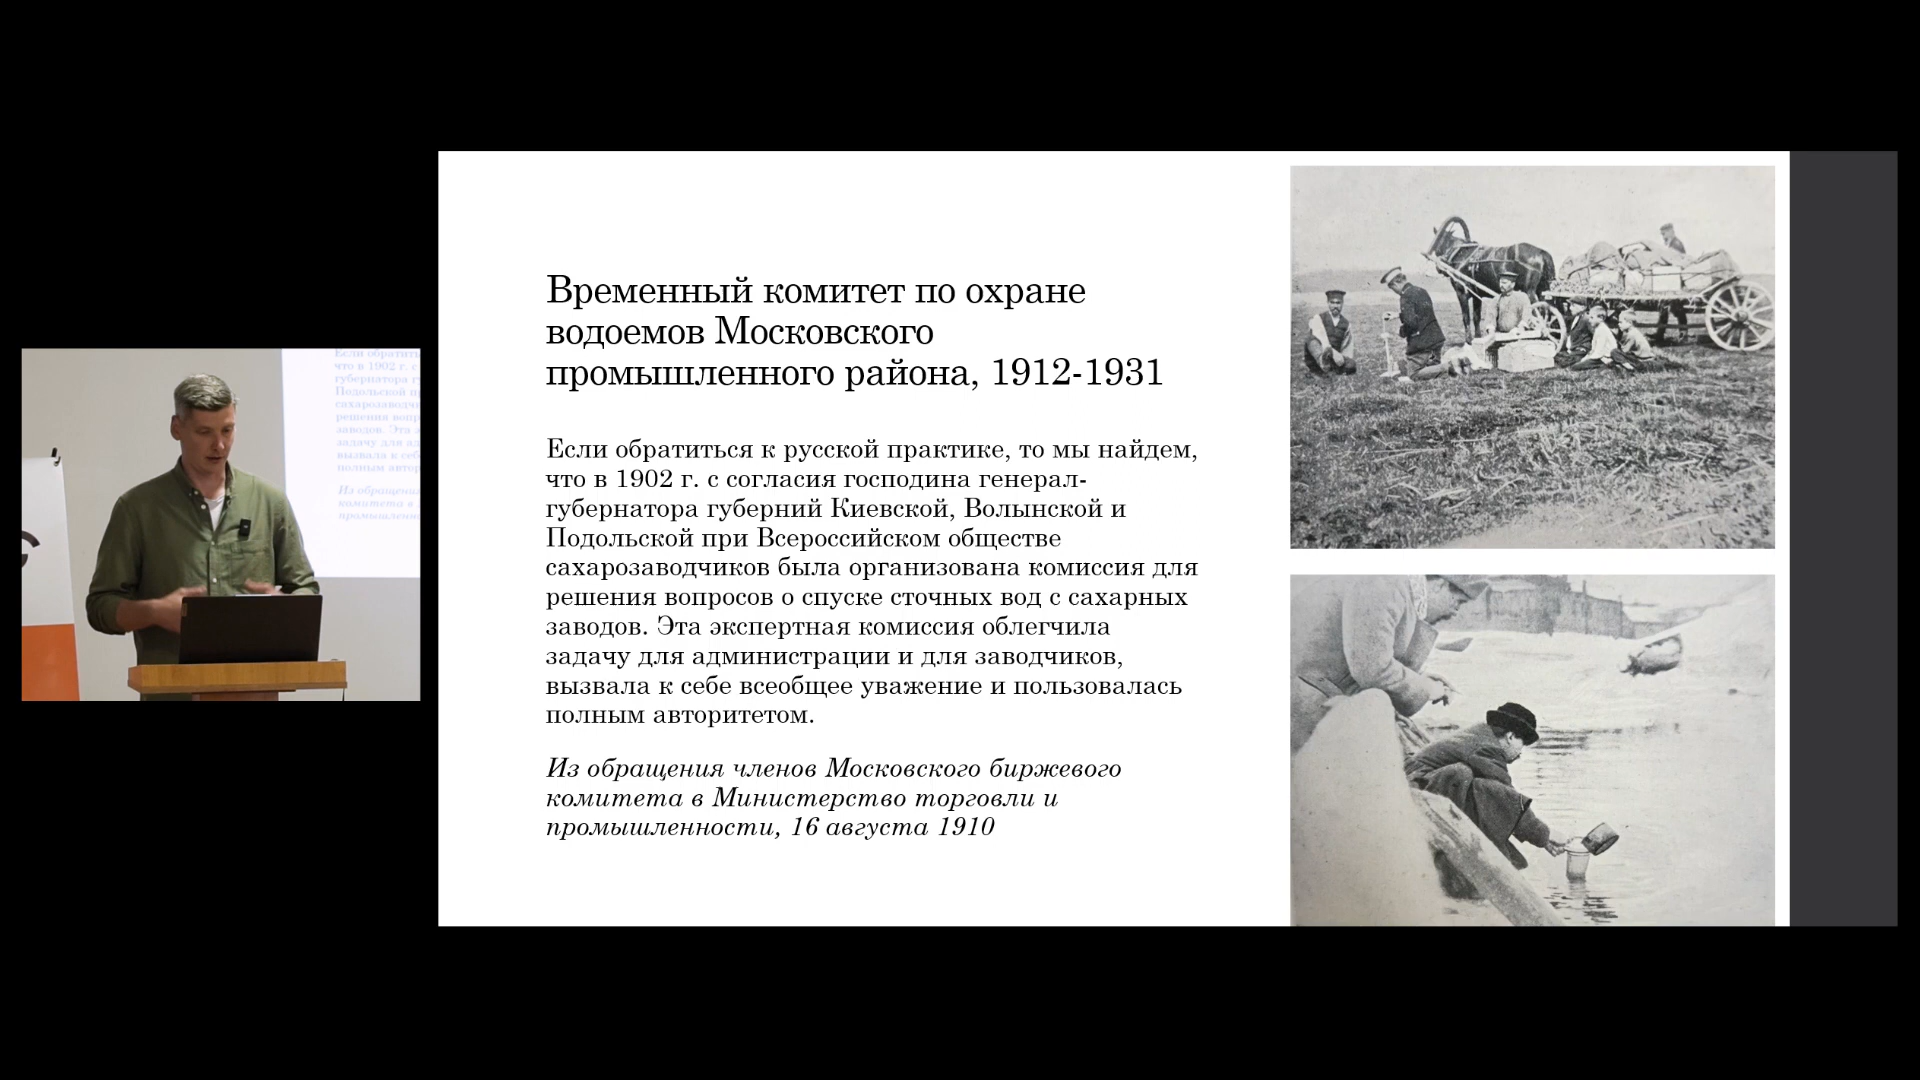 Временный комитет по охране
водоемов Московского
промышленного района, 1912-1931
Если обратиться к русской практике, то мы найдем,
что в 1902 г. с согласия господина генерал-
губернатора губерний Киевской, Волынской и
Подольской при Всероссийском обществе
сахарозаводчиков была организована комиссия для
решения вопросов о спуске сточных вод с сахарных
заводов. Эта экспертная комиссия облегчила
задачу для администрации и для заводчиков,
вызвала к себе всеобщее уважение и пользовалась
полным авторитетом.
Из обращения членов Московского биржевого
комитета в Министерство торговли и
промышленности, 16 августа 1910